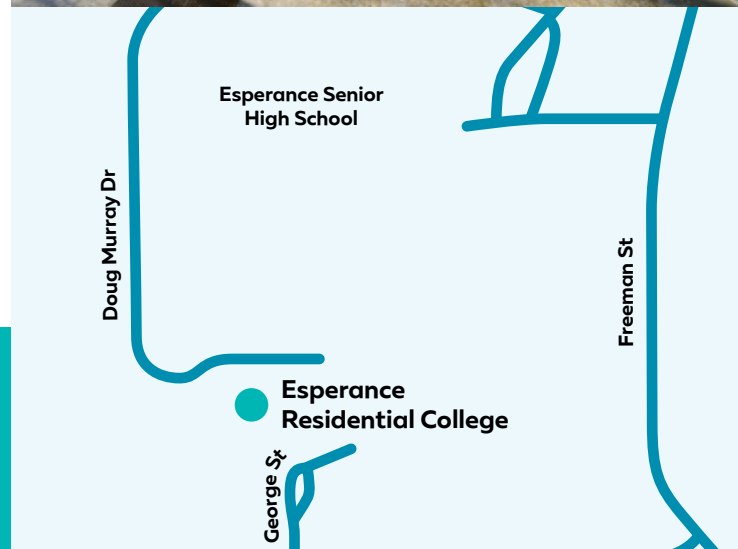 Esperance Senior
High School
Doug Murray Dr
Freeman St
Esperance
Residential College
George St